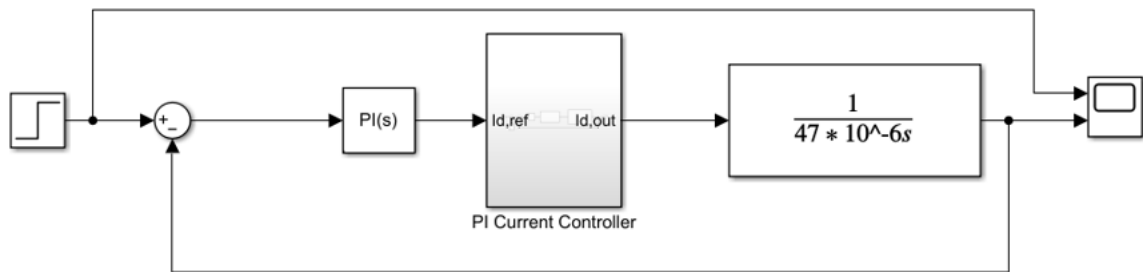 +
−
PI(s)
Id,ref
Id,out
PI Current Controller
1
47 * 10^-6s